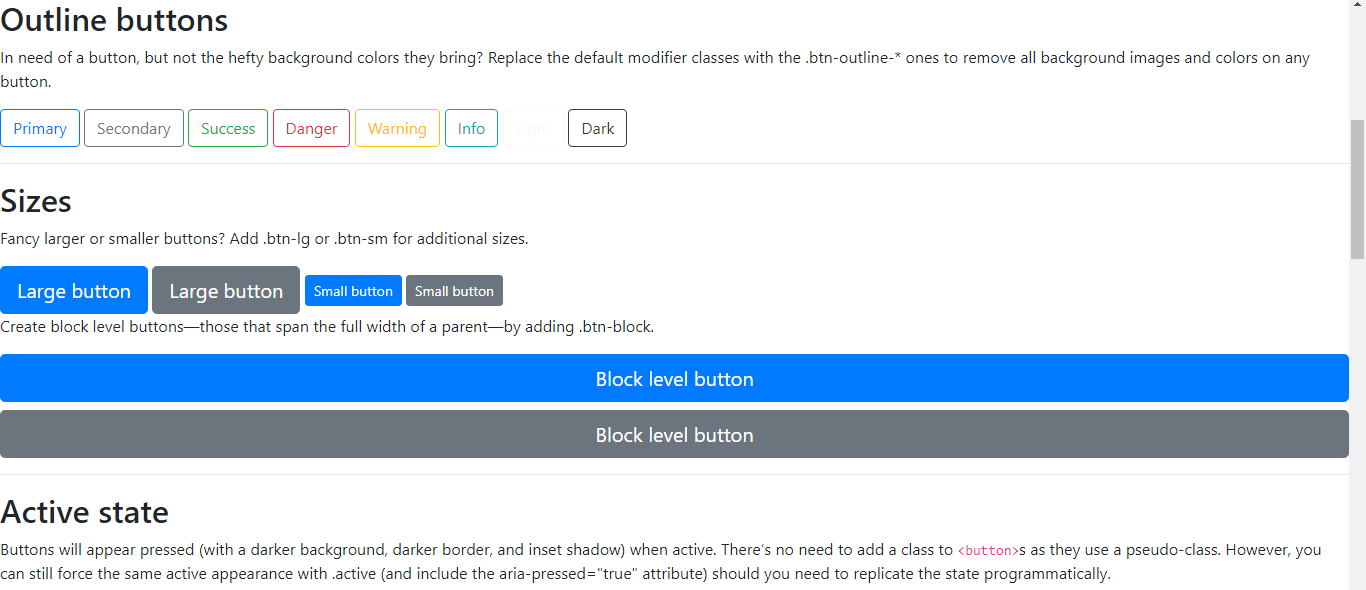 Outline buttons
In need of a button, but not the hefty background colors they bring? Replace the default modifier classes with the .btn-outline-* ones to remove all background images and colors on any
button.
Primary Secondary Success Danger Warning Info Light Dark
Sizes
Fancy larger or smaller buttons? Add .btn-lg or .btn-sm for additional sizes.
Large button Large button Small button Small button
Create block level buttons—those that span the full width of a parent—by adding .btn-block.
Block level button
Block level button
Active state
Buttons will appear pressed (with a darker background, darker border, and inset shadow) when active. There's no need to add a class to <button>s as they use a pseudo-class. However, you
can still force the same active appearance with .active (and include the aria-pressed="true" attribute) should you need to replicate the state programmatically.